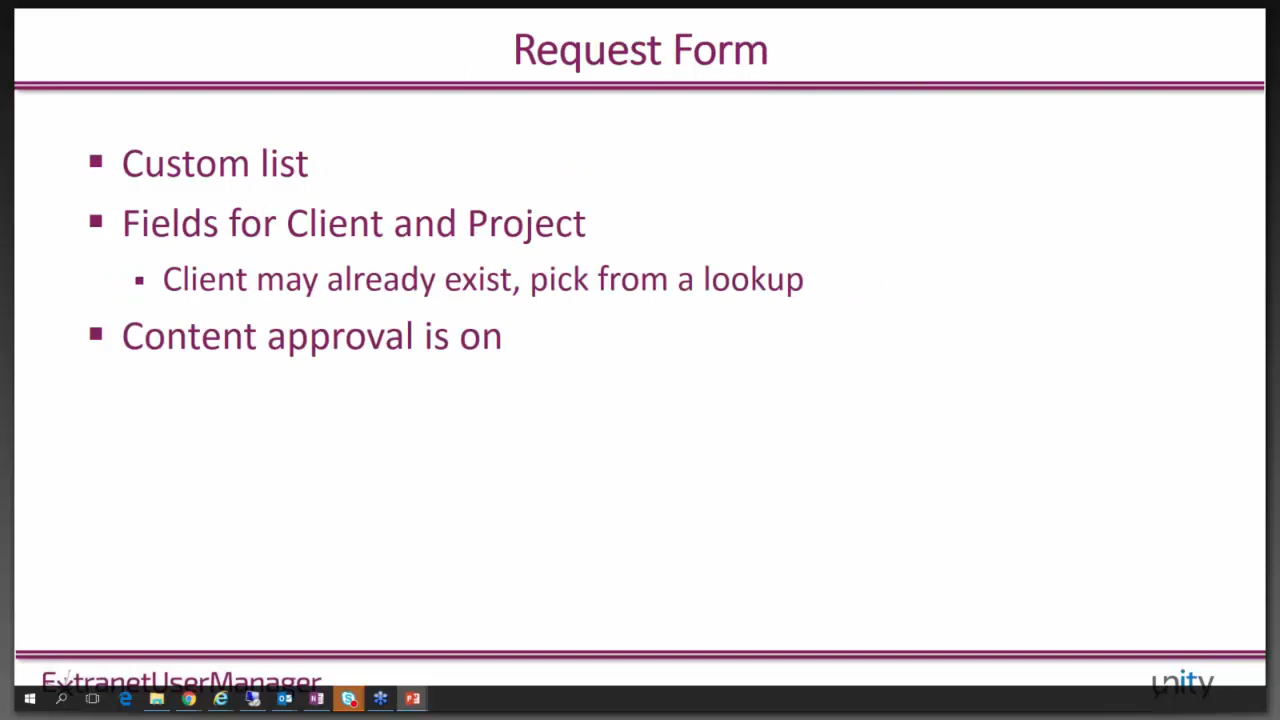 Request Form
Custom list
Fields for Client and Project
Client may already exist, pick from a lookup
Content approval is on
ExtranetUserManager
unity